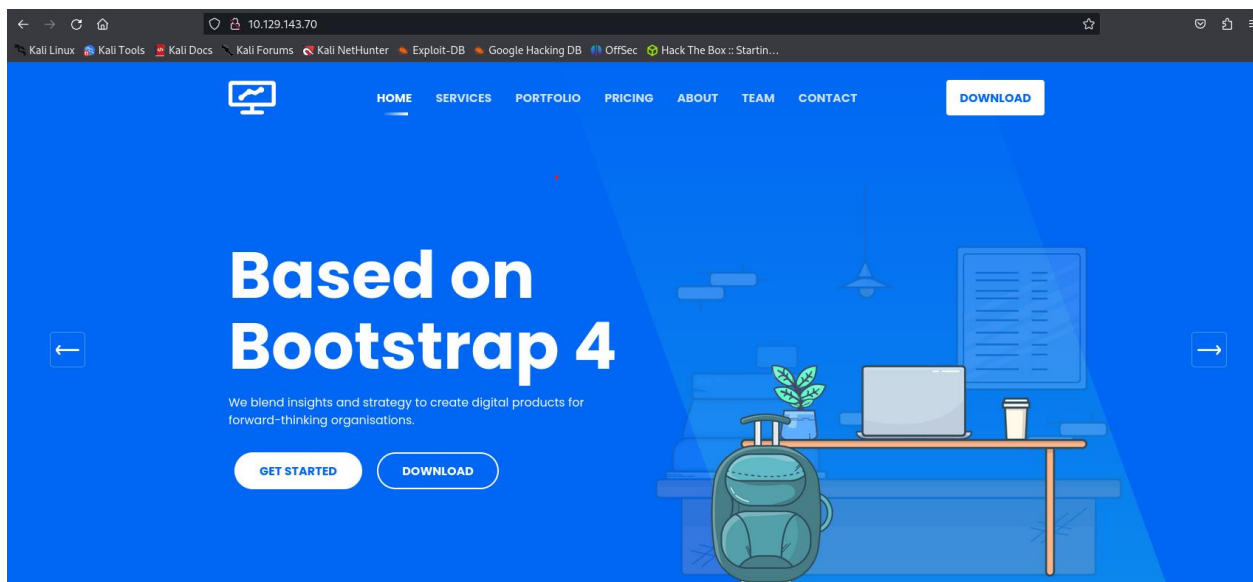 10.129.143.70
Kali Linux Kali Tools Kali Docs Kali Forums Kali NetHunter Exploit-DB Google Hacking DB OffSec Hack The Box :: Startin…
HOME SERVICES PORTFOLIO PRICING ABOUT TEAM CONTACT DOWNLOAD
Based on
Bootstrap 4
We blend insights and strategy to create digital products for
forward-thinking organisations.
GET STARTED DOWNLOAD